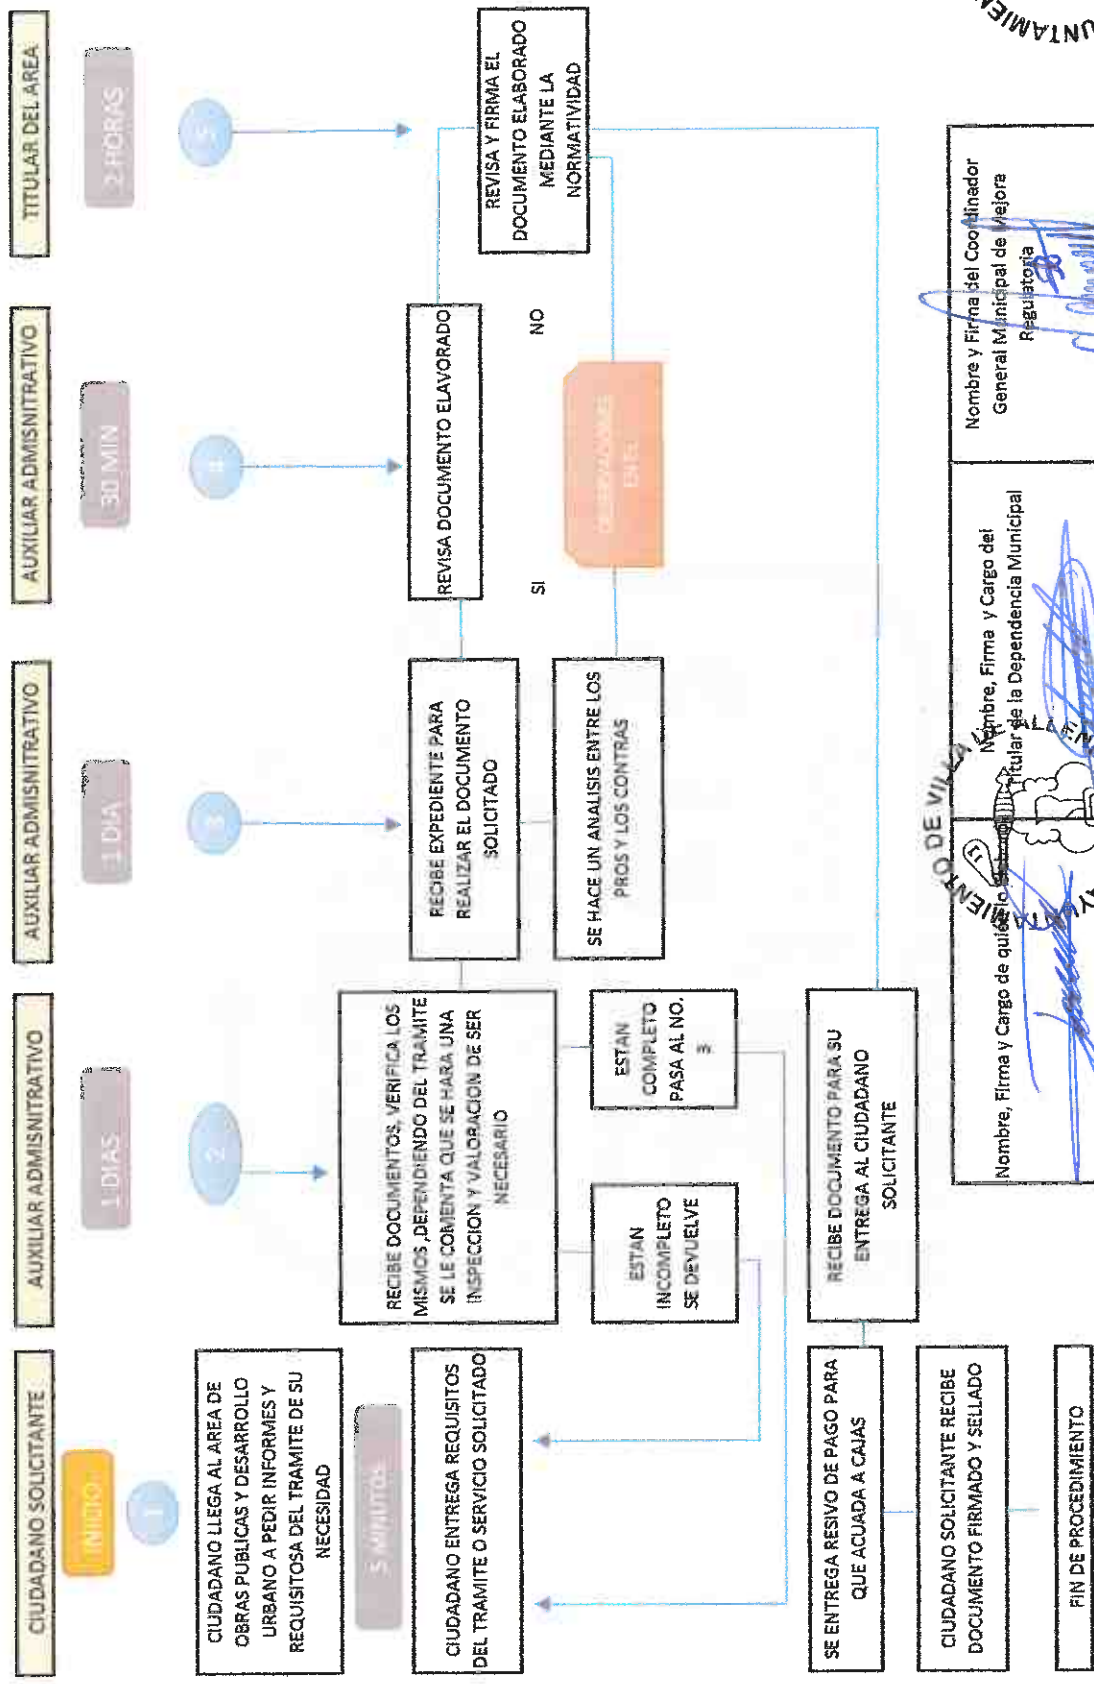 CIUDADANO SOLICITANTE
AUXILIAR ADMISNITRATIVO
AUXILIAR ADMISNITRATIVO
AUXILIAR ADMISNITRATIVO
TITULAR DEL AREA
INICIO
1 DIAS
1 DIA
30 MIN
2 HORAS
1
2
3
4
5
CIUDADANO LLEGA AL AREA DE
OBRAS PUBLICAS Y DESARROLLO
URBANO A PEDIR INFORMES Y
REQUISITOSA DEL TRAMITE DE SU
NECESIDAD
5 MINUTOS
CIUDADANO ENTREGA REQUISITOS
DEL TRAMITE O SERVICIO SOLICITADO
RECIBE DOCUMENTOS, VERIFICA LOS
MISMOS ,DEPENDIENDO DEL TRAMITE
SE LE COMENTA QUE SE HARA UNA
INSPECCION Y VALORACION DE SER
NECESARIO
ESTAN
INCOMPLETO
SE DEVUELVE
ESTAN
COMPLETO
PASA AL NO.
3
RECIBE EXPEDIENTE PARA
REALIZAR EL DOCUMENTO
SOLICITADO
SE HACE UN ANALISIS ENTRE LOS
PROS Y LOS CONTRAS
REVISA DOCUMENTO ELAVORADO
SI
NO
OBSERVACIONES
REVISA Y FIRMA EL
DOCUMENTO ELABORADO
MEDIANTE LA
NORMATIVIDAD
RECIBE DOCUMENTO PARA SU
ENTREGA AL CIUDADANO
SOLICITANTE
SE ENTREGA RESIVO DE PAGO PARA
QUE ACUADA A CAJAS
CIUDADANO SOLICITANTE RECIBE
DOCUMENTO FIRMADO Y SELLADO
FIN DE PROCEDIMIENTO
Nombre, Firma y Cargo de quien lo
Nombre, Firma y Cargo del
Titular de la Dependencia Municipal
Nombre y Firma del Coordinador
General Municipal de Mejora
Regulatoria
DE VILLA DE ALLENDE